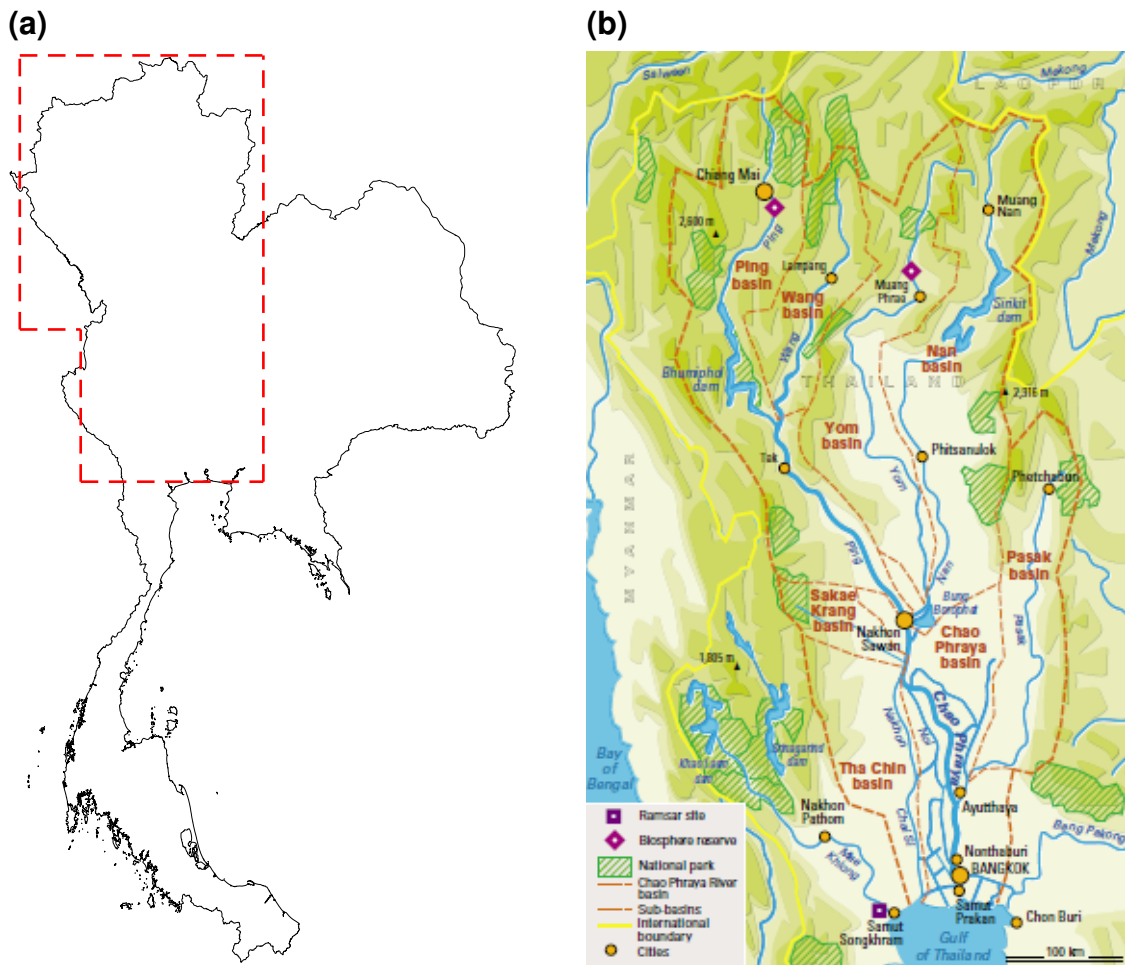 (a)
(b)
Salween
Mekong
LAO PDR
Mekong
Chiang Mai
Muang
Nan
2,600 m
Ping
Ping
basin
Lampang
Wang
basin
Muang
Phrae
Sirikit
dam
Mekong
Nan
basin
Wang
Bhumiphol
dam
THAILAND
2,316 m
Yom
basin
Phitsanulok
Tak
Yom
Phetchabun
MYANMAR
Ping
Nan
Pasak
basin
Sakae
Krang
basin
Bung
Boraphet
Nakhon
Sawan
Chao
Phraya
basin
Pasak
1,805 m
Chao Phraya
Nakhon
Noi
Bay
of
Bengal
Khao Laem
dam
Srinagarind
dam
Tha Chin
basin
Ayutthaya
Nakhon
Pathom
Chai Si
Bang Pakong
Mae
Khlong
Nonthaburi
BANGKOK
Samut
Prakan
Samut
Songkhram
Chon Buri
Gulf
of Thailand
100 km
Ramsar site
Biosphere reserve
National park
Chao Phraya River
basin
Sub-basins
International
boundary
Cities